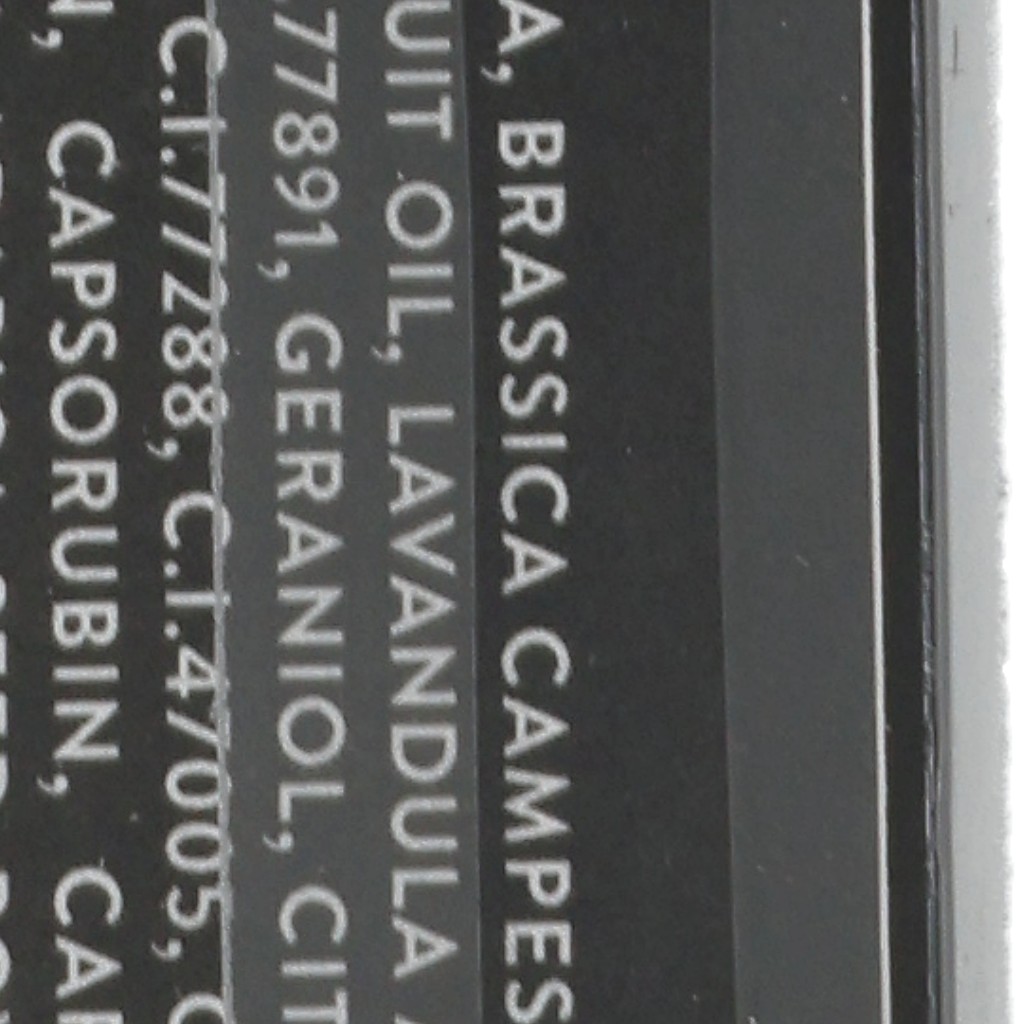 A, BRASSICA CAMPES
UIT OIL, LAVANDULA
77891, GERANIOL, CIT
C.I.77288, C.I.47005, C
, CAPSORUBIN, CA